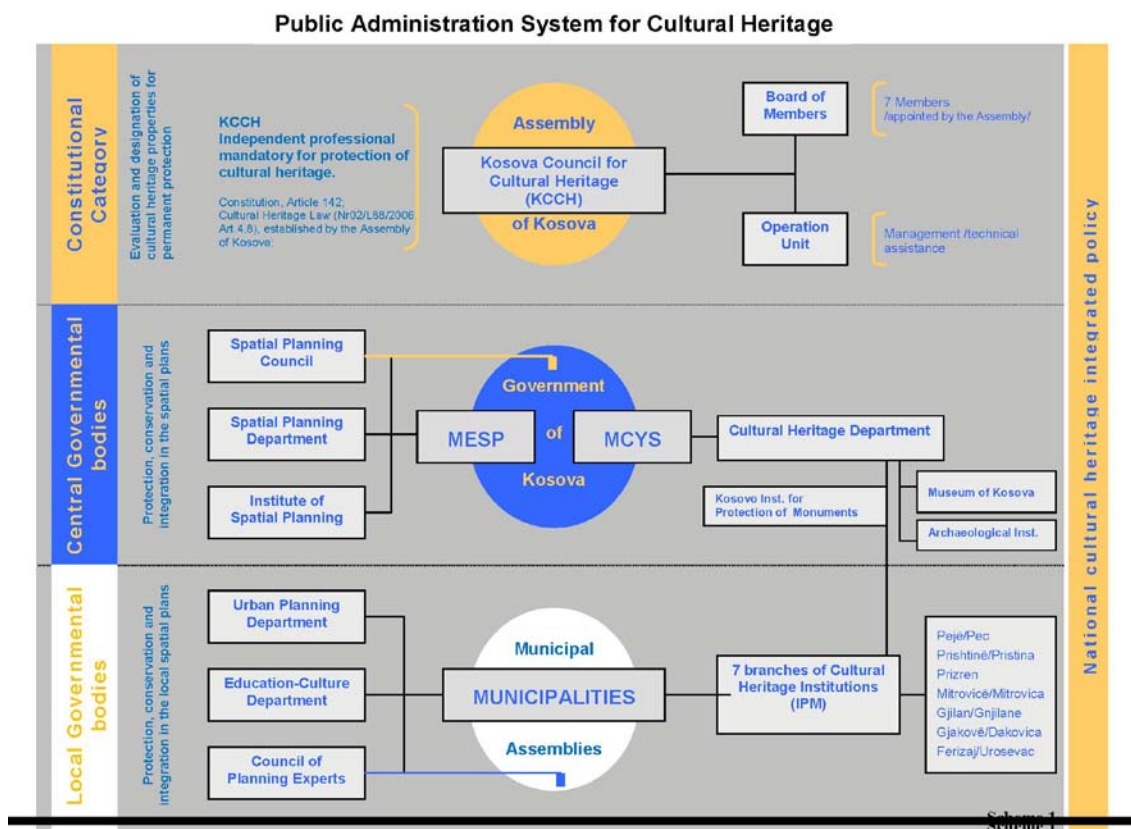 Public Administration System for Cultural Heritage
Constitutional
Category
Evaluation and designation of
cultural heritage properties for
permanent protection
KCCH
Independent professional
mandatory for protection of
cultural heritage.
Constitution, Article 142;
Cultural Heritage Law (Nr02/L88/2006.
Art 4.8), established by the Assembly
of Kosova;
Assembly
Kosova Council for
Cultural Heritage
(KCCH)
of Kosova
Board of
Members
7 Members
/appointed by the Assembly/
Operation
Unit
Management /technical
assistance
Central Governmental
bodies
Protection, conservation and
integration in the spatial plans
Spatial Planning
Council
Spatial Planning
Department
Institute of
Spatial Planning
Government
MESP
of
MCYS
Kosova
Cultural Heritage Department
Kosovo Inst. for
Protection of Monuments
Museum of Kosova
Archaeological Inst.
Local Governmental
bodies
Protection, conservation and
integration in the local spatial plans
Urban Planning
Department
Education-Culture
Department
Council of
Planning Experts
Municipal
MUNICIPALITIES
Assemblies
7 branches of Cultural
Heritage Institutions
(IPM)
Pejë/Pec
Prishtinë/Pristina
Prizren
Mitrovicë/Mitrovica
Gjilan/Gnjilane
Gjakovë/Dakovica
Ferizaj/Urosevac
National cultural heritage integrated policy
Scheme 1